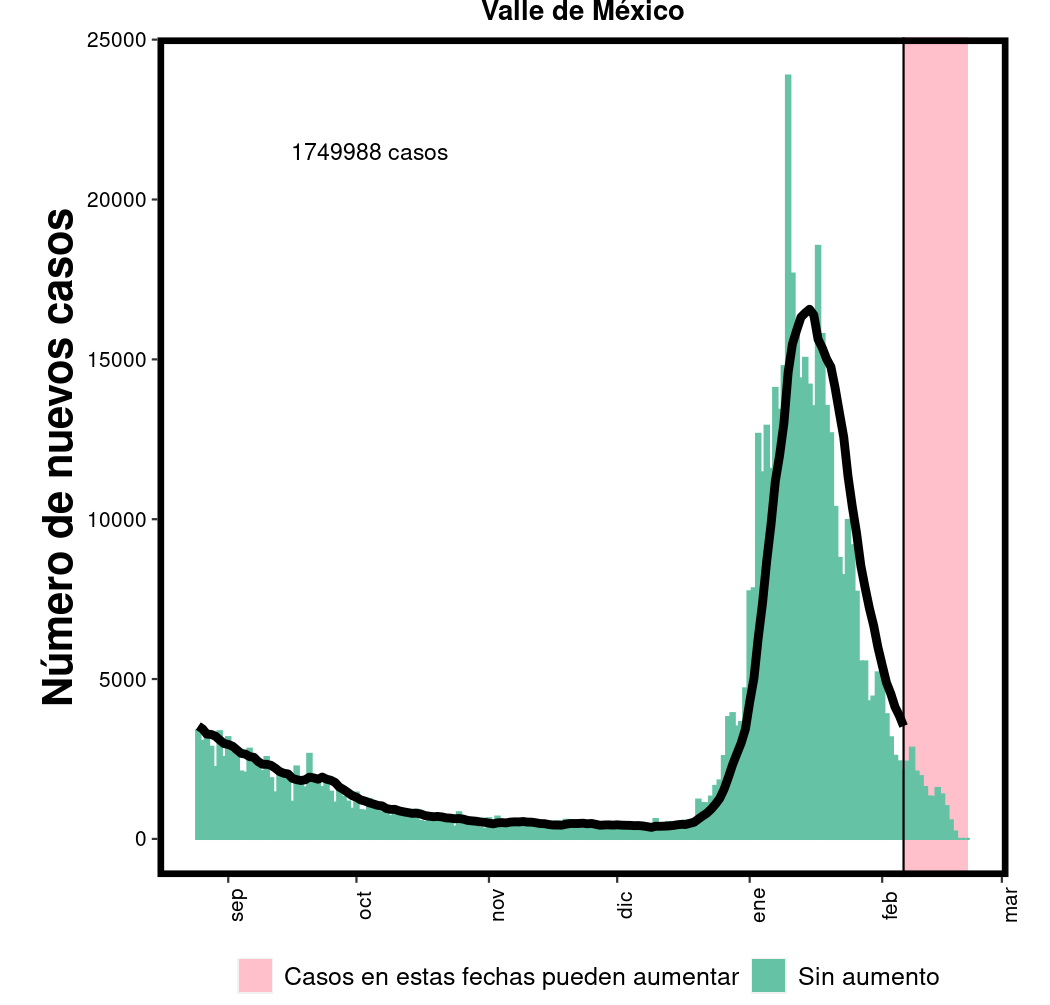 Valle de México
25000
1749988 casos
20000
15000
10000
5000
0
Número de nuevos casos
sep
oct
nov
dic
ene
feb
mar
Casos en estas fechas pueden aumentar
Sin aumento